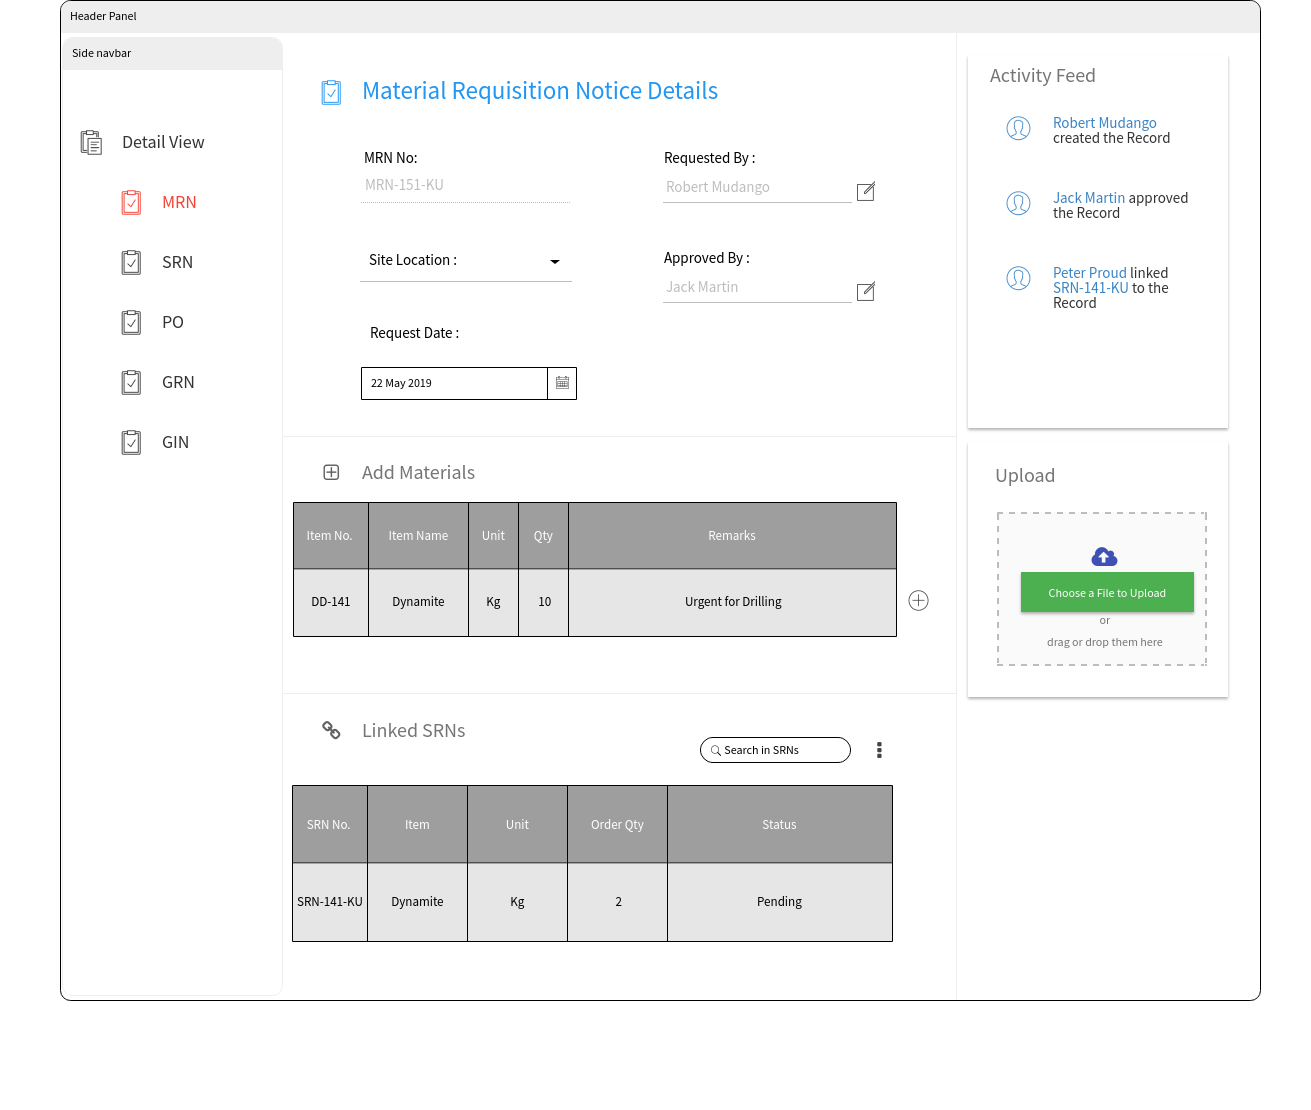 Header Panel
Side navbar
Detail View
MRN
SRN
PO
GRN
GIN
Material Requisition Notice Details
MRN No:
MRN-151-KU
Requested By :
Robert Mudango
Site Location :
Approved By :
Jack Martin
Request Date :
22 May 2019
Add Materials
Item No. Item Name Unit Qty Remarks
DD-141 Dynamite Kg 10 Urgent for Drilling
Linked SRNs
Search in SRNs
SRN No. Item Unit Order Qty Status
SRN-141-KU Dynamite Kg 2 Pending
Activity Feed
Robert Mudango
created the Record
Jack Martin approved
the Record
Peter Proud linked
SRN-141-KU to the
Record
Upload
Choose a File to Upload
or
drag or drop them here